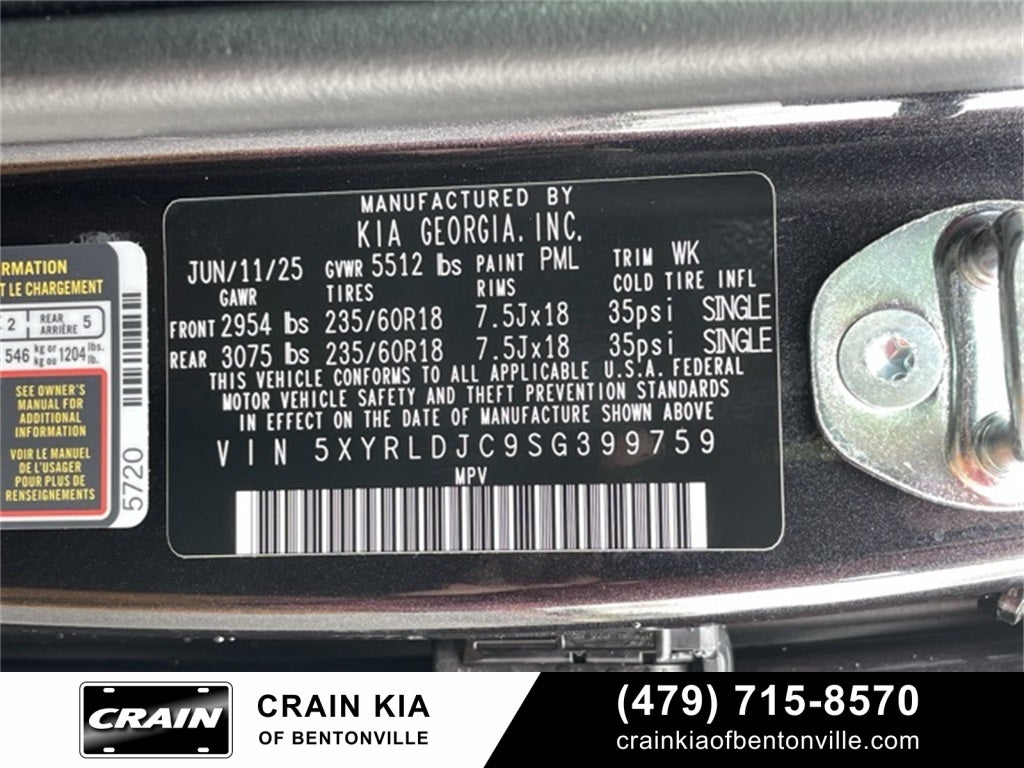 MANUFACTURED BY
KIA GEORGIA, INC.
JUN/11/25 GVWR 5512 lbs PAINT PML TRIM WK
GAWR TIRES RIMS COLD TIRE INFL
FRONT 2954 lbs 235/60R18 7.5Jx18 35psi SINGLE
REAR 3075 lbs 235/60R18 7.5Jx18 35psi SINGLE
THIS VEHICLE CONFORMS TO ALL APPLICABLE U.S.A. FEDERAL
MOTOR VEHICLE SAFETY AND THEFT PREVENTION STANDARDS
IN EFFECT ON THE DATE OF MANUFACTURE SHOWN ABOVE
VIN 5XYRLDJC9SG399759
MPV
RMATION
T LE CHARGEMENT
2 REAR ARRIÈRE 5
546 kg or kg ou 1204 lbs. lb.
SEE OWNER'S
MANUAL FOR
ADDITIONAL
INFORMATION
VOIR LE MANUEL
DE L'USAGER
POUR PLUS DE
RENSEIGNEMENTS
5720
CRAIN
CRAIN KIA
OF BENTONVILLE
(479) 715-8570
crainkiaofbentonville.com